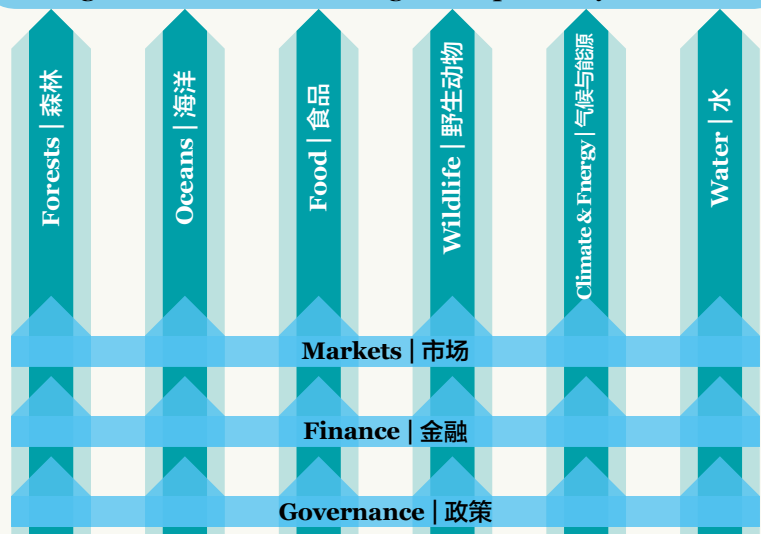 Forests | 森林
Oceans | 海洋
Food | 食品
Wildlife | 野生动物
Climate & Fnergy | 气候与能源
Water | 水
Markets | 市场
Finance | 金融
Governance | 政策